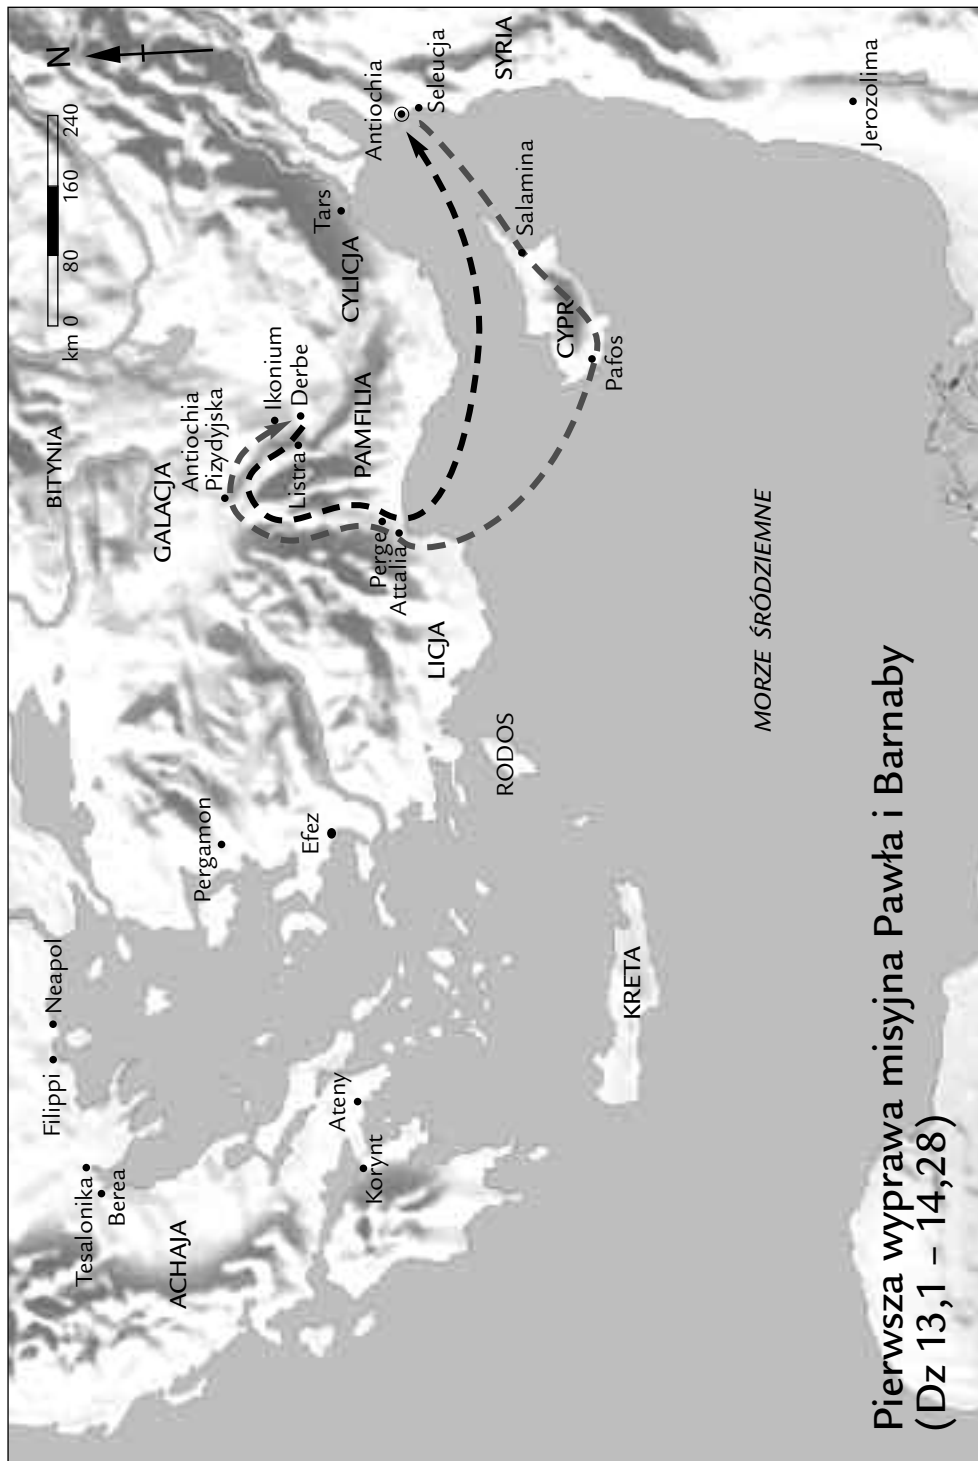 Pierwsza wyprawa misyjna Pawła i Barnaby
(Dz 13,1 – 14,28)
N
km 0 80 160 240
Filippi
Neapol
Tesalonika
Berea
ACHAJA
Ateny
Korynt
Pergamon
Efez
BITYNIA
GALACJA
Antiochia
Pizydyjska
Ikonium
Derbe
Listra
PAMFILIA
Perge
Attalia
LICJA
RODOS
KRETA
CYLICJA
Tars
Antiochia
Seleucja
SYRIA
Salamina
CYPR
Pafos
MORZE ŚRÓDZIEMNE
Jerozolima